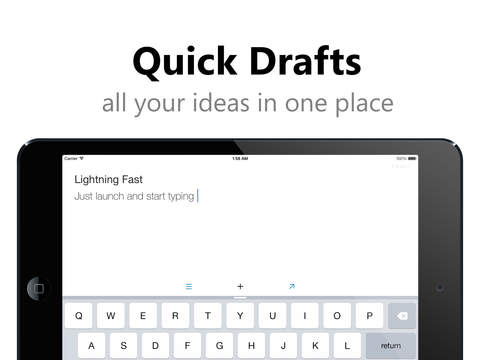 Quick Drafts
all your ideas in one place
Carrier 1:55 AM 100%
Lightning Fast
Just launch and start typing
+
Q W E R T Y U I O P
A S D F G H J K L return